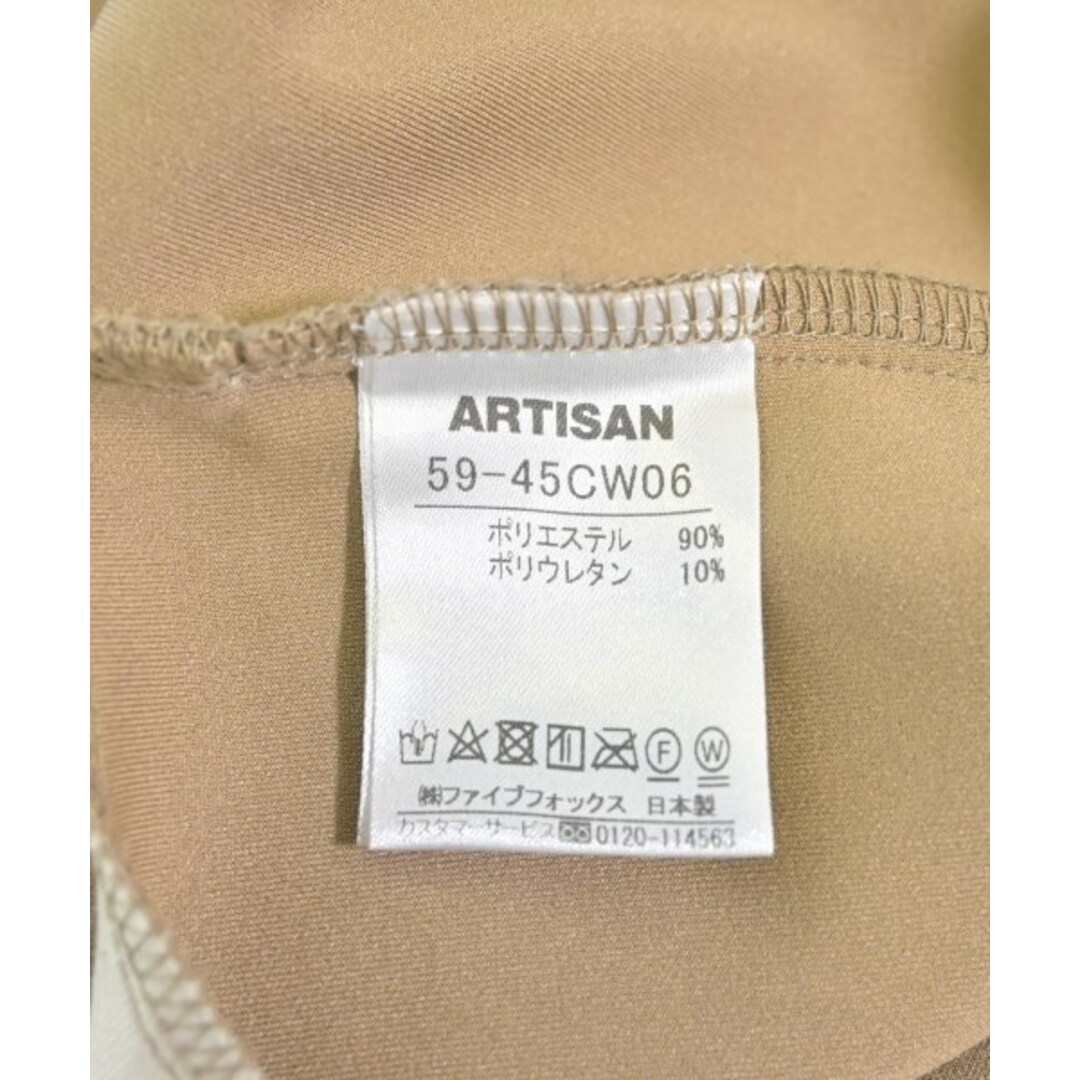 ARTISAN
59-45CW06
ポリエステル 90%
ポリウレタン 10%
F W
㈱ファイブフォックス 日本製
カスタマーサービス 0120-114563